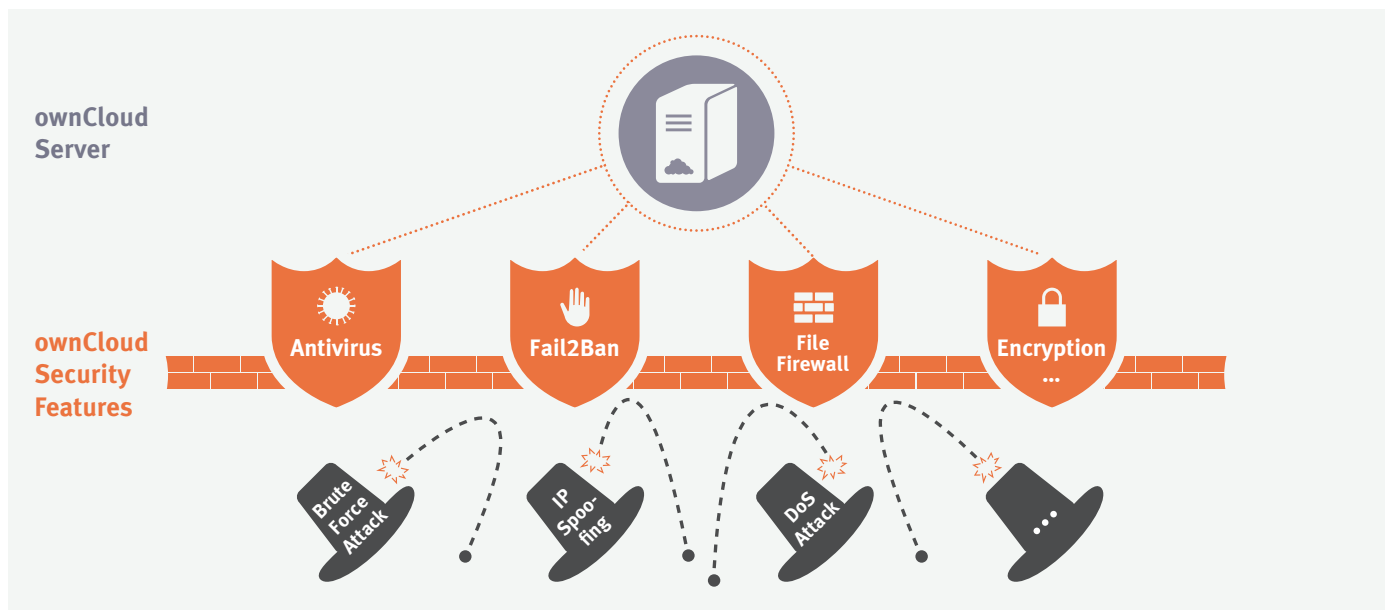 ownCloud
Server
ownCloud
Security
Features
Antivirus
Fail2Ban
File
Firewall
Encryption
...
Brute
Force
Attack
IP
Spoo-
fing
DoS
Attack
...